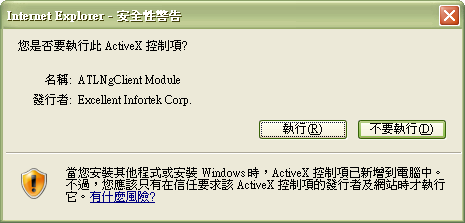 Internet Explorer - 安全性警告
您是否要執行此 ActiveX 控制項?
名稱: ATLNgClient Module
發行者: Excellent Infortek Corp.
執行(R) 不要執行(D)
當您安裝其他程式或安裝 Windows 時，ActiveX 控制項已新增到電腦中。
不過，您應該只有在信任要求該 ActiveX 控制項的發行者及網站時才執行
它。有什麼風險?